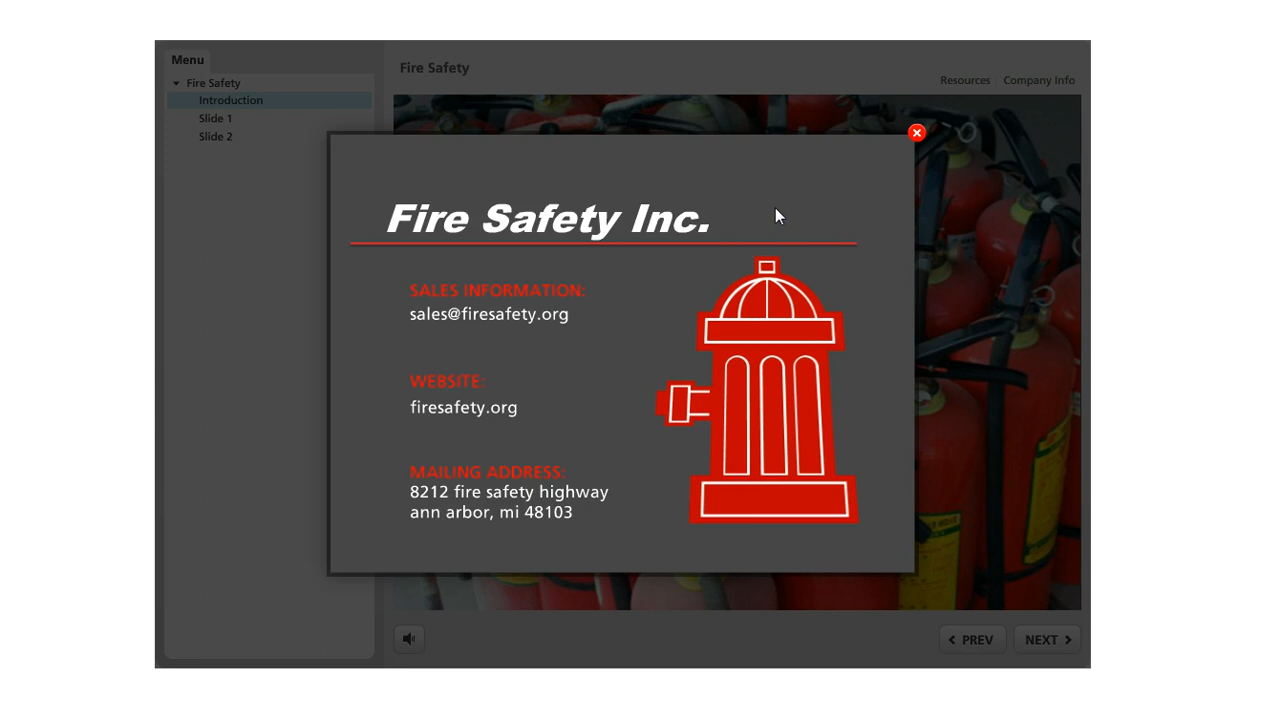 Menu
Fire Safety
Introduction
Slide 1
Slide 2
Fire Safety
Resources Company Info
Fire Safety Inc.
SALES INFORMATION:
sales@firesafety.org
WEBSITE:
firesafety.org
MAILING ADDRESS:
8212 fire safety highway
ann arbor, mi 48103
PREV
NEXT